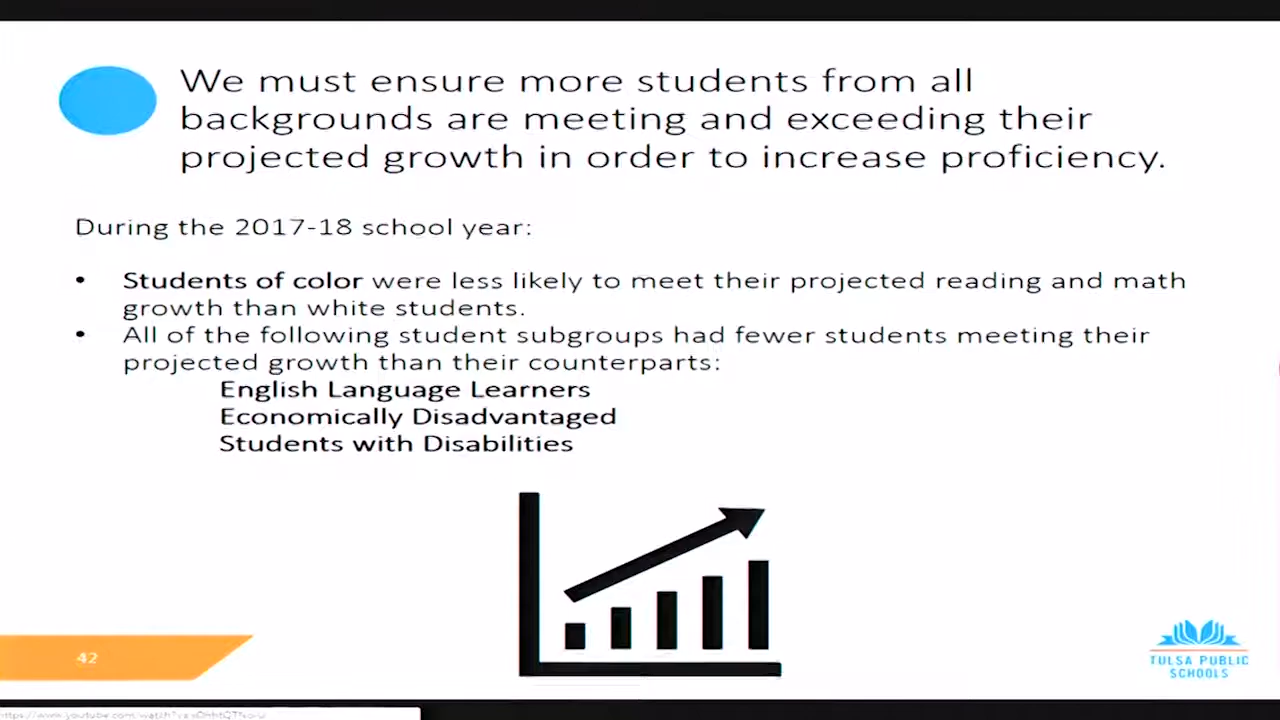 We must ensure more students from all
backgrounds are meeting and exceeding their
projected growth in order to increase proficiency.
During the 2017-18 school year:
• Students of color were less likely to meet their projected reading and math
growth than white students.
• All of the following student subgroups had fewer students meeting their
projected growth than their counterparts:
English Language Learners
Economically Disadvantaged
Students with Disabilities
42
TULSA PUBLIC
SCHOOLS